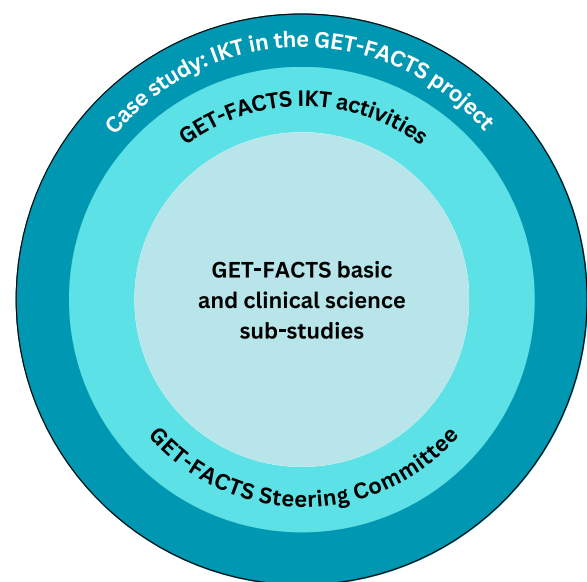 Case study: IKT in the GET-FACTS project
GET-FACTS IKT activities
GET-FACTS basic
and clinical science
sub-studies
GET-FACTS Steering Committee